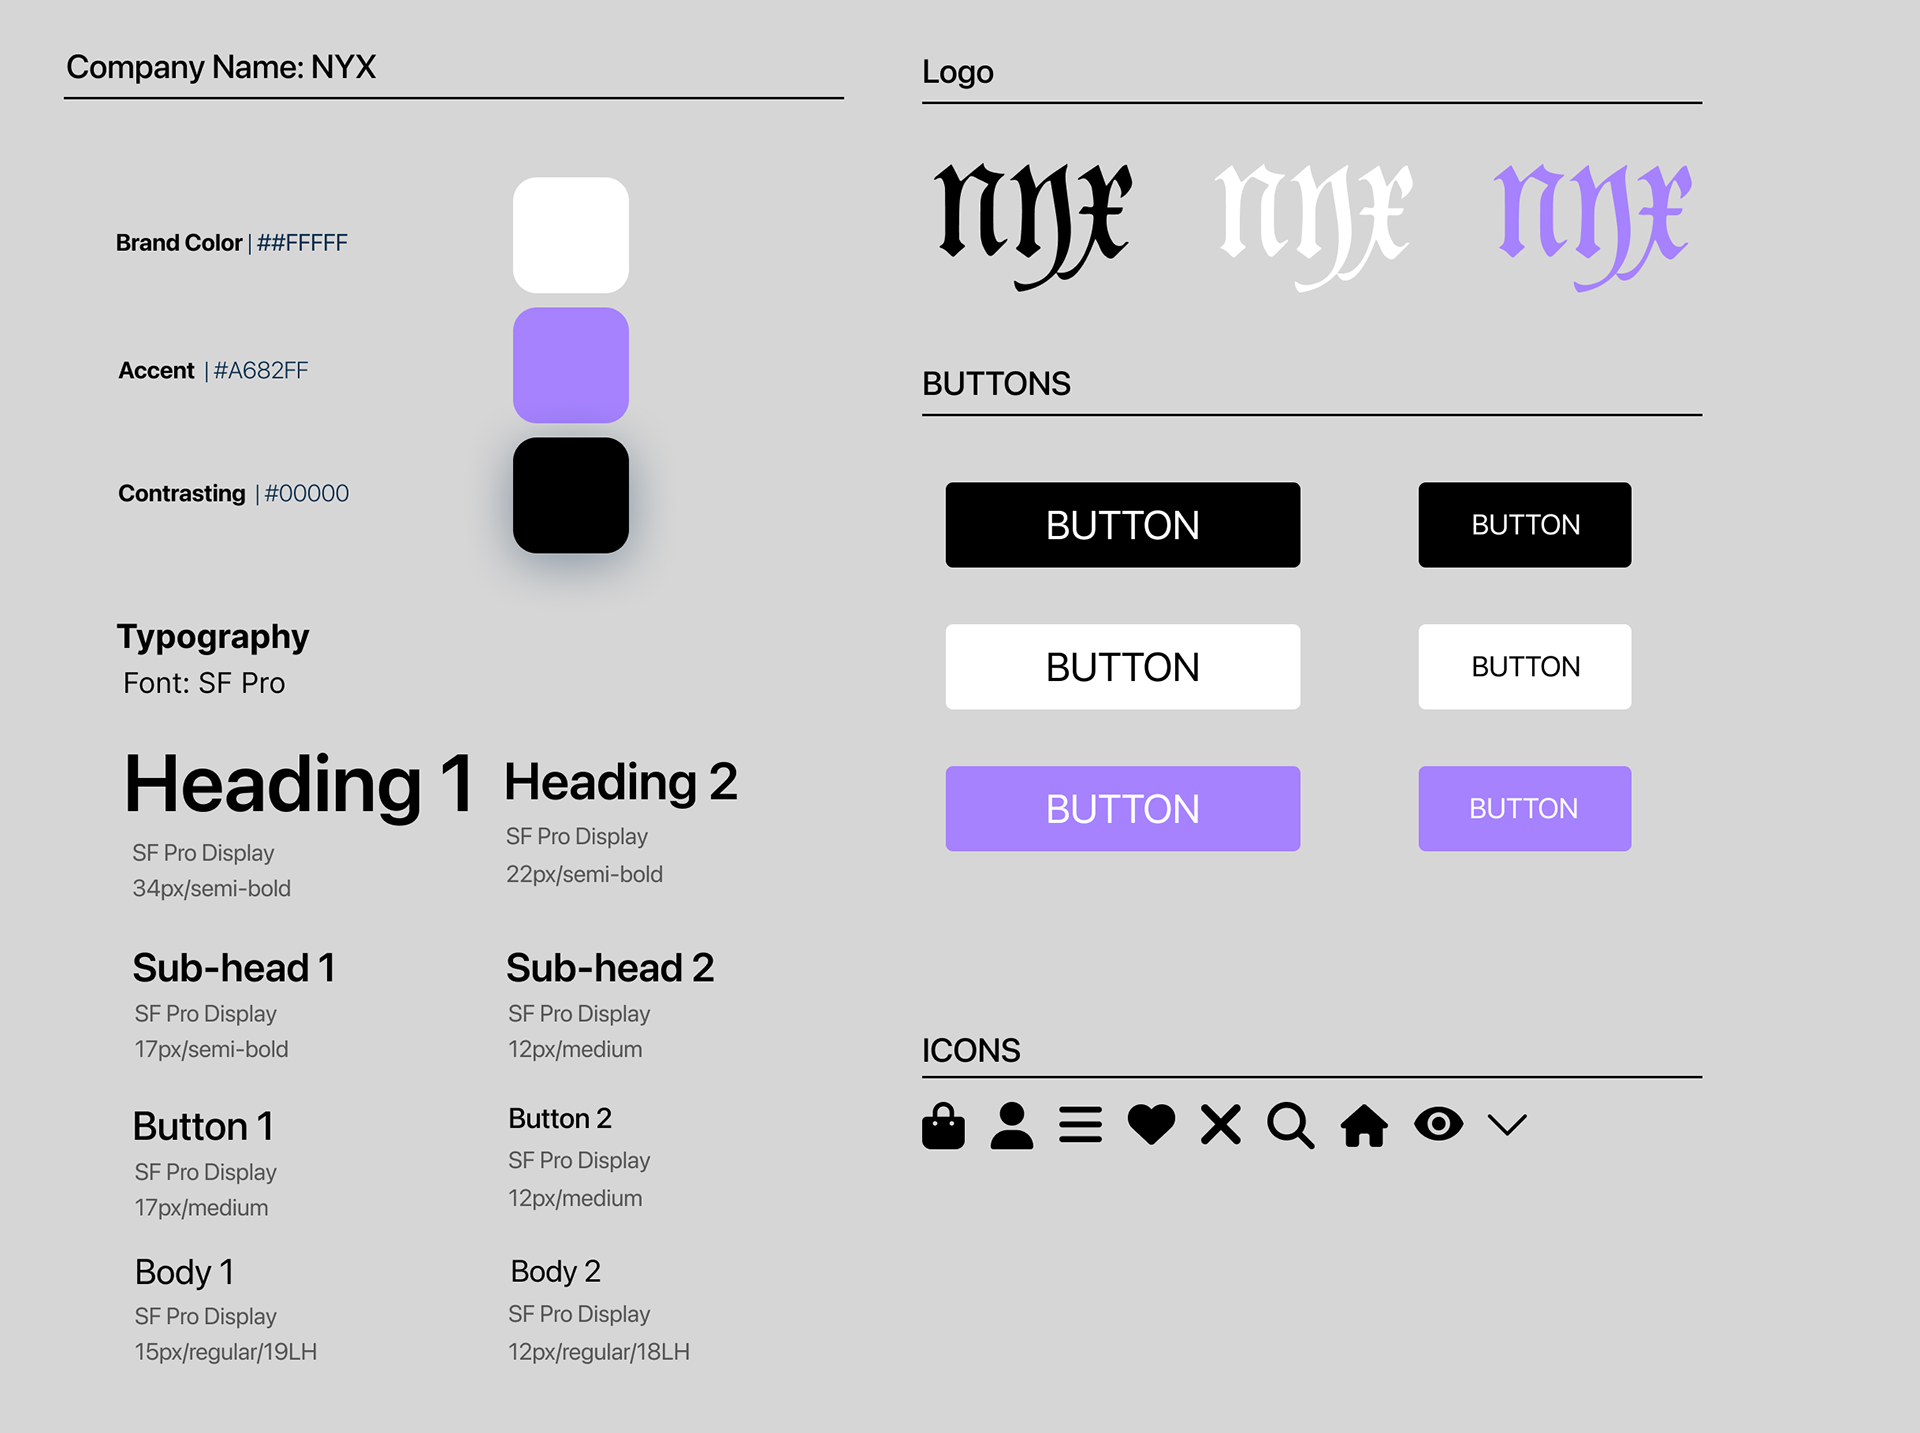 Company Name: NYX
Brand Color | ##FFFFF
Accent | #A682FF
Contrasting | #00000
Typography
Font: SF Pro
Heading 1
SF Pro Display
34px/semi-bold
Heading 2
SF Pro Display
22px/semi-bold
Sub-head 1
SF Pro Display
17px/semi-bold
Sub-head 2
SF Pro Display
12px/medium
Button 1
SF Pro Display
17px/medium
Button 2
SF Pro Display
12px/medium
Body 1
SF Pro Display
15px/regular/19LH
Body 2
SF Pro Display
12px/regular/18LH
Logo
nyx nyx nyx
BUTTONS
BUTTON BUTTON
BUTTON BUTTON
BUTTON BUTTON
ICONS